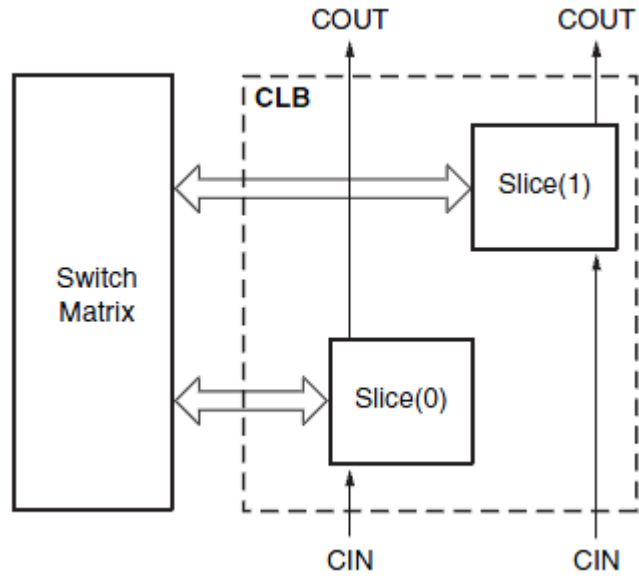 COUT
COUT
CLB
Slice(1)
Switch
Matrix
Slice(0)
CIN
CIN